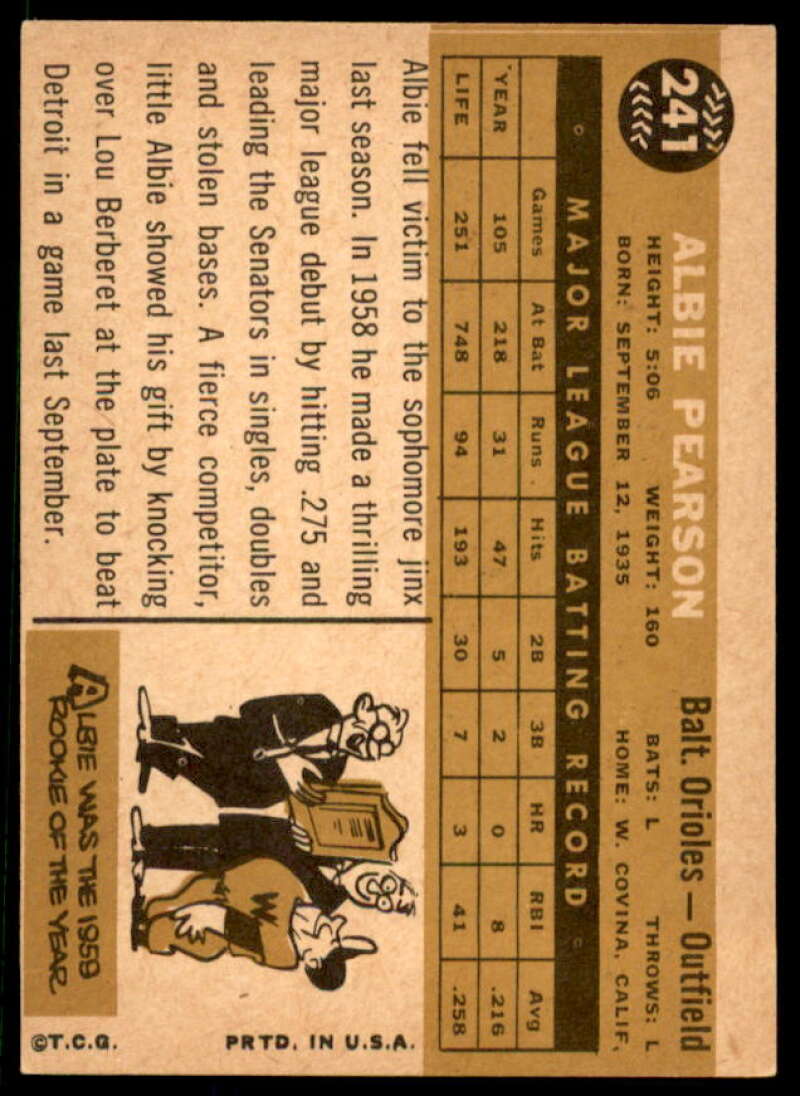 241
ALBIE PEARSON Balt. Orioles — Outfield
HEIGHT: 5:06 WEIGHT: 160 BATS: L THROWS: L
BORN: SEPTEMBER 12, 1935 HOME: W. COVINA, CALIF.
MAJOR LEAGUE BATTING RECORD
Games At Bat Runs Hits 2B 3B HR RBI Avg
YEAR 105 218 31 47 5 2 0 8 .216
LIFE 251 748 94 193 30 7 3 41 .258
Albie fell victim to the sophomore jinx
last season. In 1958 he made a thrilling
major league debut by hitting .275 and
leading the Senators in singles, doubles
and stolen bases. A fierce competitor,
little Albie showed his gift by knocking
over Lou Berberet at the plate to beat
Detroit in a game last September.
W
ALBIE WAS THE 1959
ROOKIE OF THE YEAR
©T.C.G. PRTD. IN U.S.A.